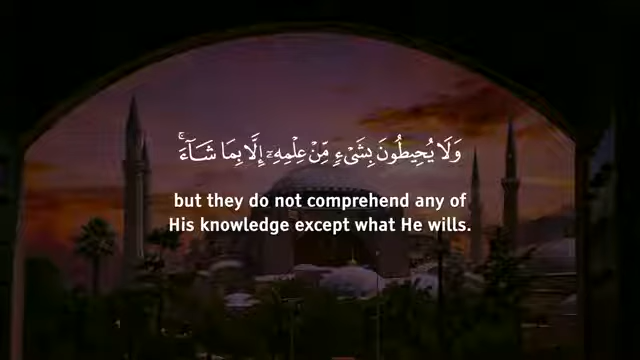 وَلَا يُحِيطُونَ بِشَىْءٍ مِّنْ عِلْمِهِۦٓ إِلَّا بِمَا شَآءَ ۚ
but they do not comprehend any of
His knowledge except what He wills.